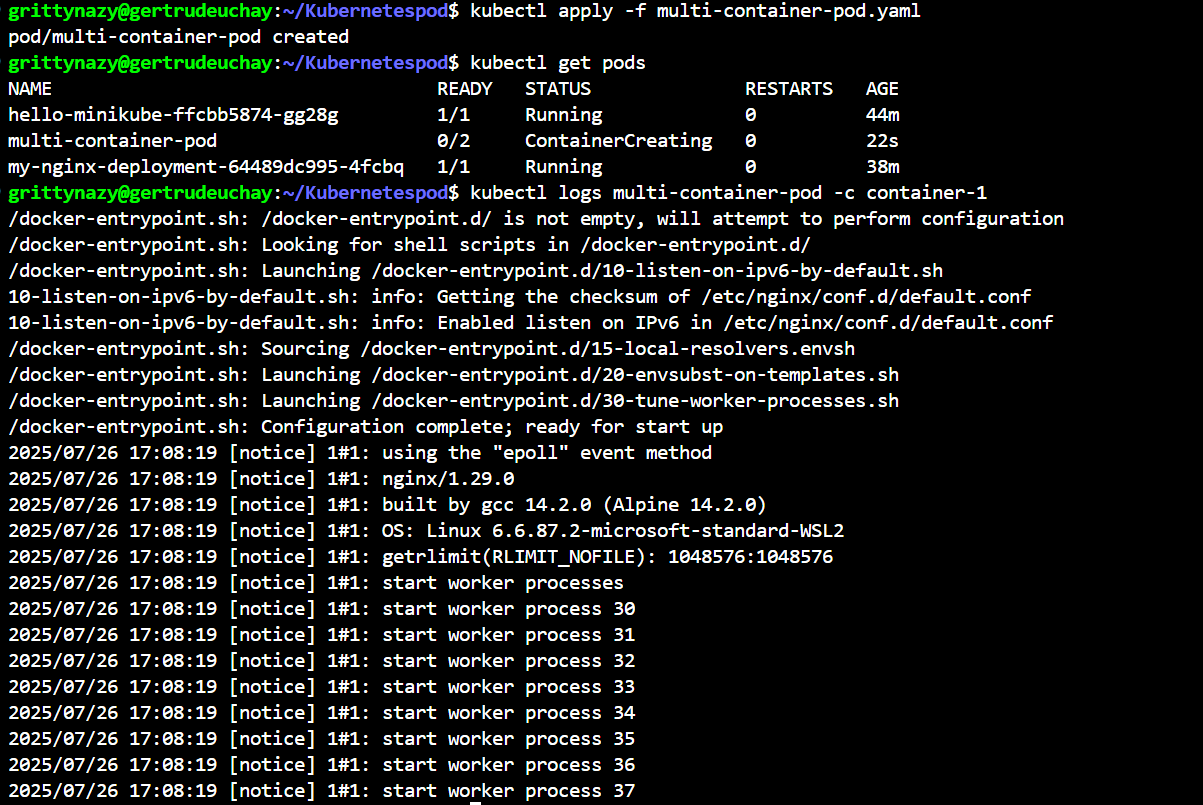 grittynazy@gertrudeuchay:~/Kubernetespod$ kubectl apply -f multi-container-pod.yaml
pod/multi-container-pod created
grittynazy@gertrudeuchay:~/Kubernetespod$ kubectl get pods
NAME                                   READY   STATUS              RESTARTS   AGE
hello-minikube-ffcbb5874-gg28g         1/1     Running             0          44m
multi-container-pod                    0/2     ContainerCreating   0          22s
my-nginx-deployment-64489dc995-4fcbq   1/1     Running             0          38m
grittynazy@gertrudeuchay:~/Kubernetespod$ kubectl logs multi-container-pod -c container-1
/docker-entrypoint.sh: /docker-entrypoint.d/ is not empty, will attempt to perform configuration
/docker-entrypoint.sh: Looking for shell scripts in /docker-entrypoint.d/
/docker-entrypoint.sh: Launching /docker-entrypoint.d/10-listen-on-ipv6-by-default.sh
10-listen-on-ipv6-by-default.sh: info: Getting the checksum of /etc/nginx/conf.d/default.conf
10-listen-on-ipv6-by-default.sh: info: Enabled listen on IPv6 in /etc/nginx/conf.d/default.conf
/docker-entrypoint.sh: Sourcing /docker-entrypoint.d/15-local-resolvers.envsh
/docker-entrypoint.sh: Launching /docker-entrypoint.d/20-envsubst-on-templates.sh
/docker-entrypoint.sh: Launching /docker-entrypoint.d/30-tune-worker-processes.sh
/docker-entrypoint.sh: Configuration complete; ready for start up
2025/07/26 17:08:19 [notice] 1#1: using the "epoll" event method
2025/07/26 17:08:19 [notice] 1#1: nginx/1.29.0
2025/07/26 17:08:19 [notice] 1#1: built by gcc 14.2.0 (Alpine 14.2.0)
2025/07/26 17:08:19 [notice] 1#1: OS: Linux 6.6.87.2-microsoft-standard-WSL2
2025/07/26 17:08:19 [notice] 1#1: getrlimit(RLIMIT_NOFILE): 1048576:1048576
2025/07/26 17:08:19 [notice] 1#1: start worker processes
2025/07/26 17:08:19 [notice] 1#1: start worker process 30
2025/07/26 17:08:19 [notice] 1#1: start worker process 31
2025/07/26 17:08:19 [notice] 1#1: start worker process 32
2025/07/26 17:08:19 [notice] 1#1: start worker process 33
2025/07/26 17:08:19 [notice] 1#1: start worker process 34
2025/07/26 17:08:19 [notice] 1#1: start worker process 35
2025/07/26 17:08:19 [notice] 1#1: start worker process 36
2025/07/26 17:08:19 [notice] 1#1: start worker process 37